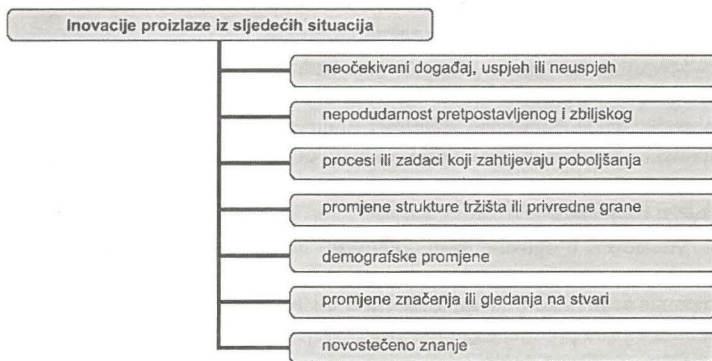 Inovacije proizlaze iz sljedećih situacija
neočekivani događaj, uspjeh ili neuspjeh
nepodudarnost pretpostavljenog i zbiljskog
procesi ili zadaci koji zahtijevaju poboljšanja
promjene strukture tržišta ili privredne grane
demografske promjene
promjene značenja ili gledanja na stvari
novostečeno znanje